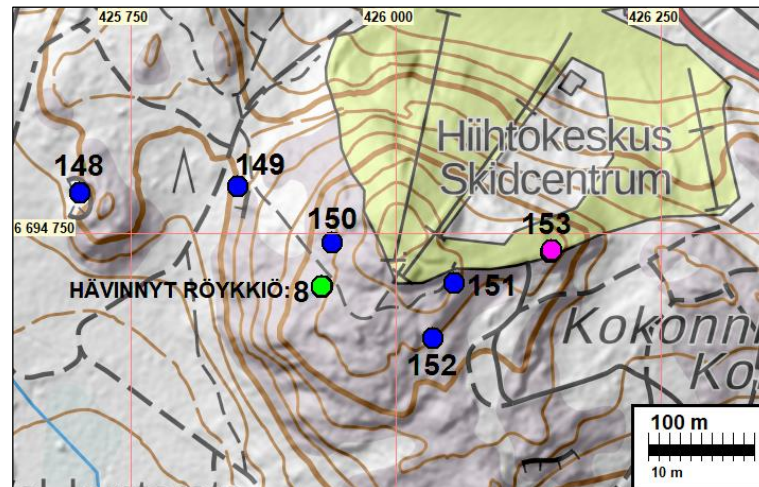 425 750
426 000
426 250
Hiihtokeskus
Skidcentrum
148
149
150
153
6 694 750
HÄVINNYT RÖYKKIÖ: 8
151
152
Kokonni
Ko
100 m
10 m